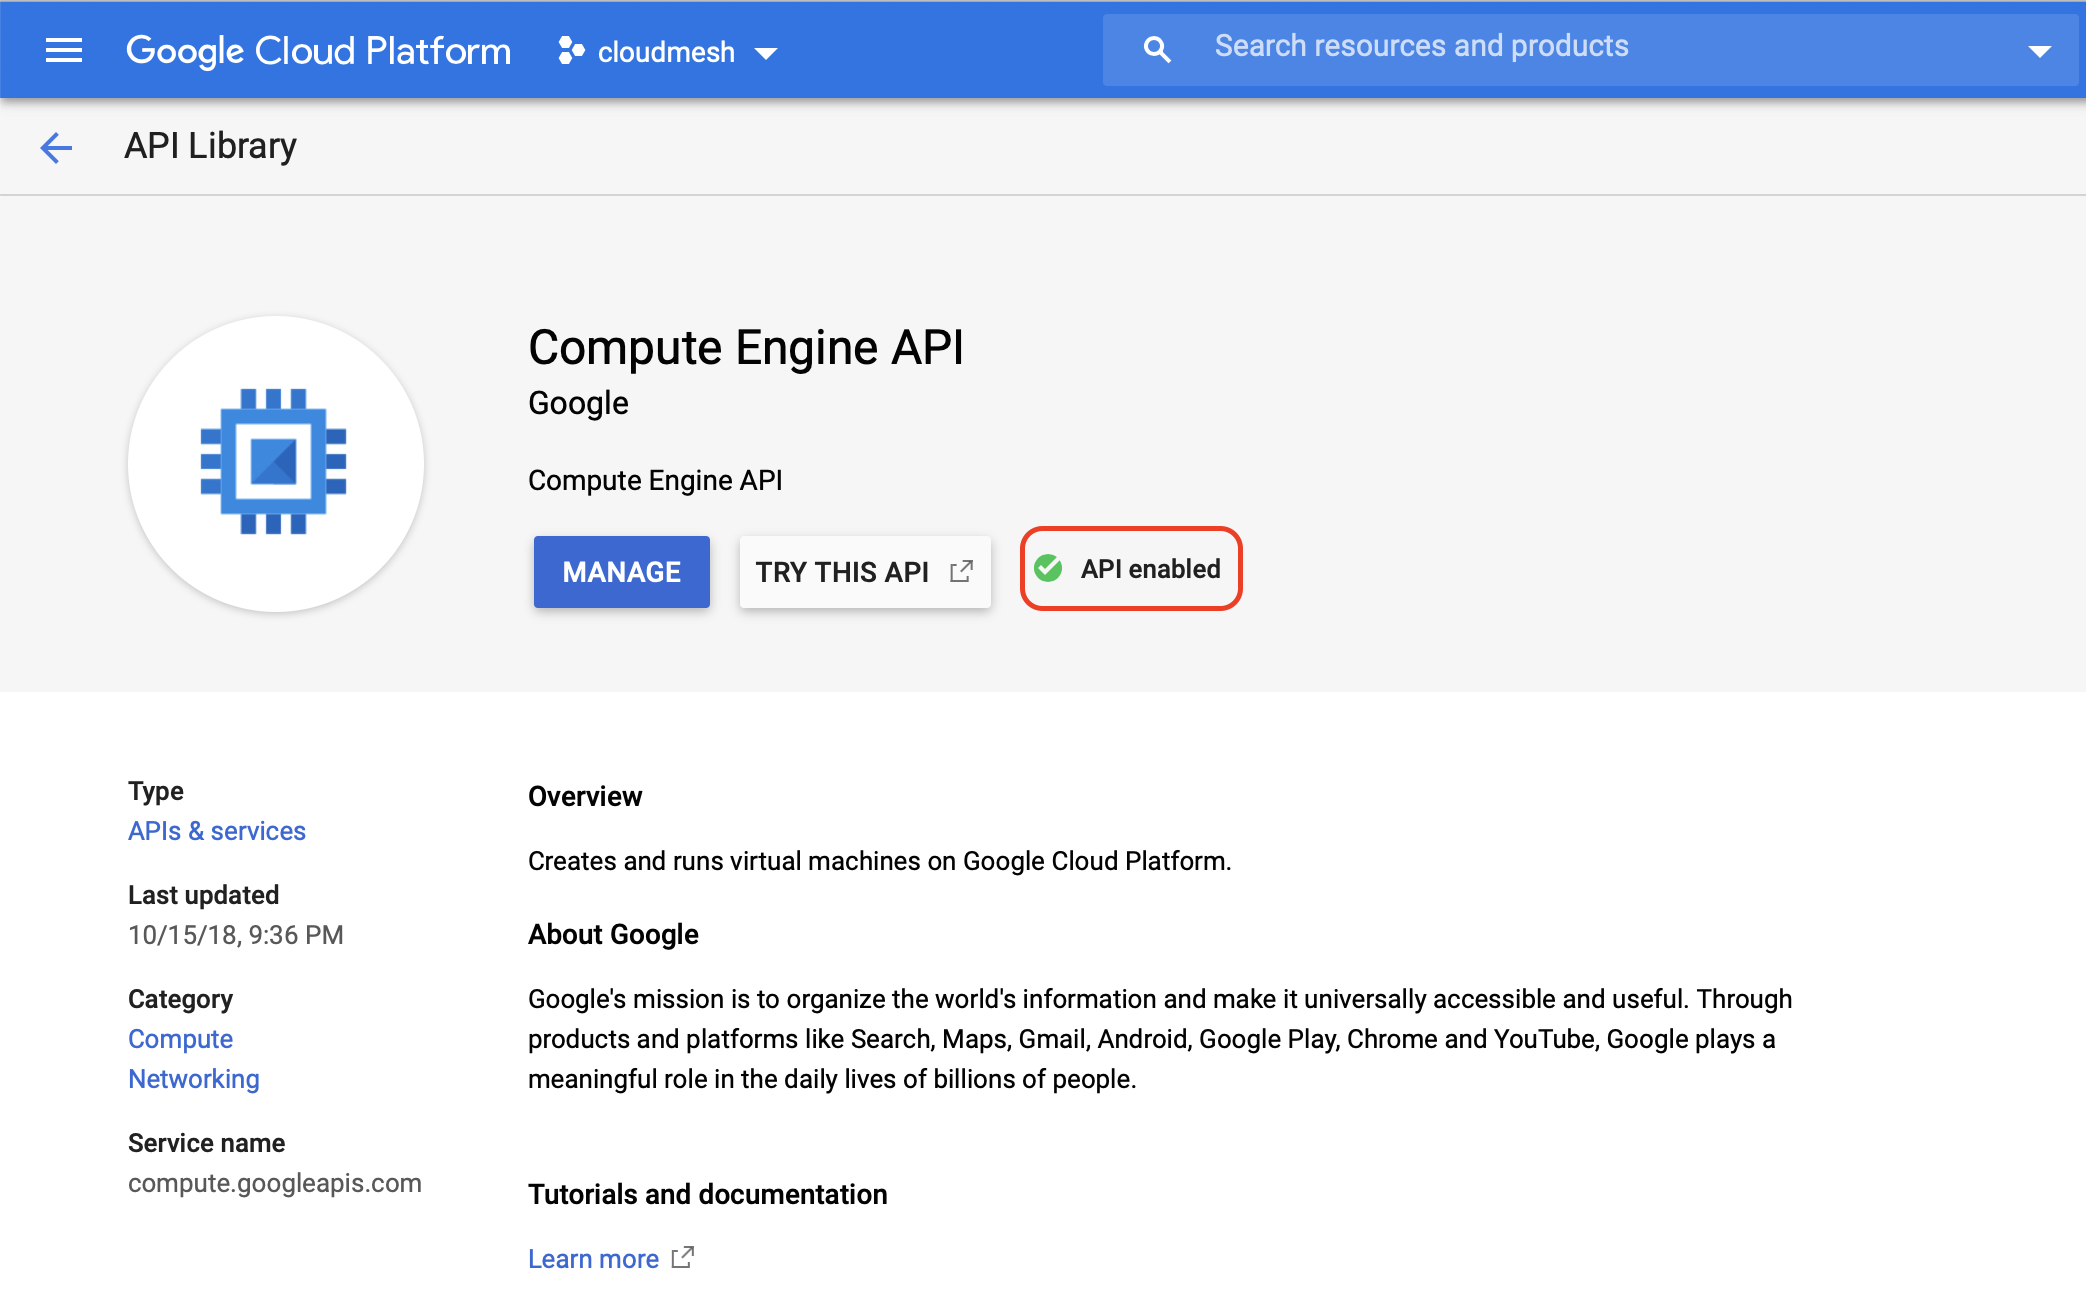 Google Cloud Platform
cloudmesh
Search resources and products
API Library
Compute Engine API
Google
Compute Engine API
MANAGE
TRY THIS API
API enabled
Type
APIs & services
Last updated
10/15/18, 9:36 PM
Category
Compute
Networking
Service name
compute.googleapis.com
Overview
Creates and runs virtual machines on Google Cloud Platform.
About Google
Google's mission is to organize the world's information and make it universally accessible and useful. Through
products and platforms like Search, Maps, Gmail, Android, Google Play, Chrome and YouTube, Google plays a
meaningful role in the daily lives of billions of people.
Tutorials and documentation
Learn more